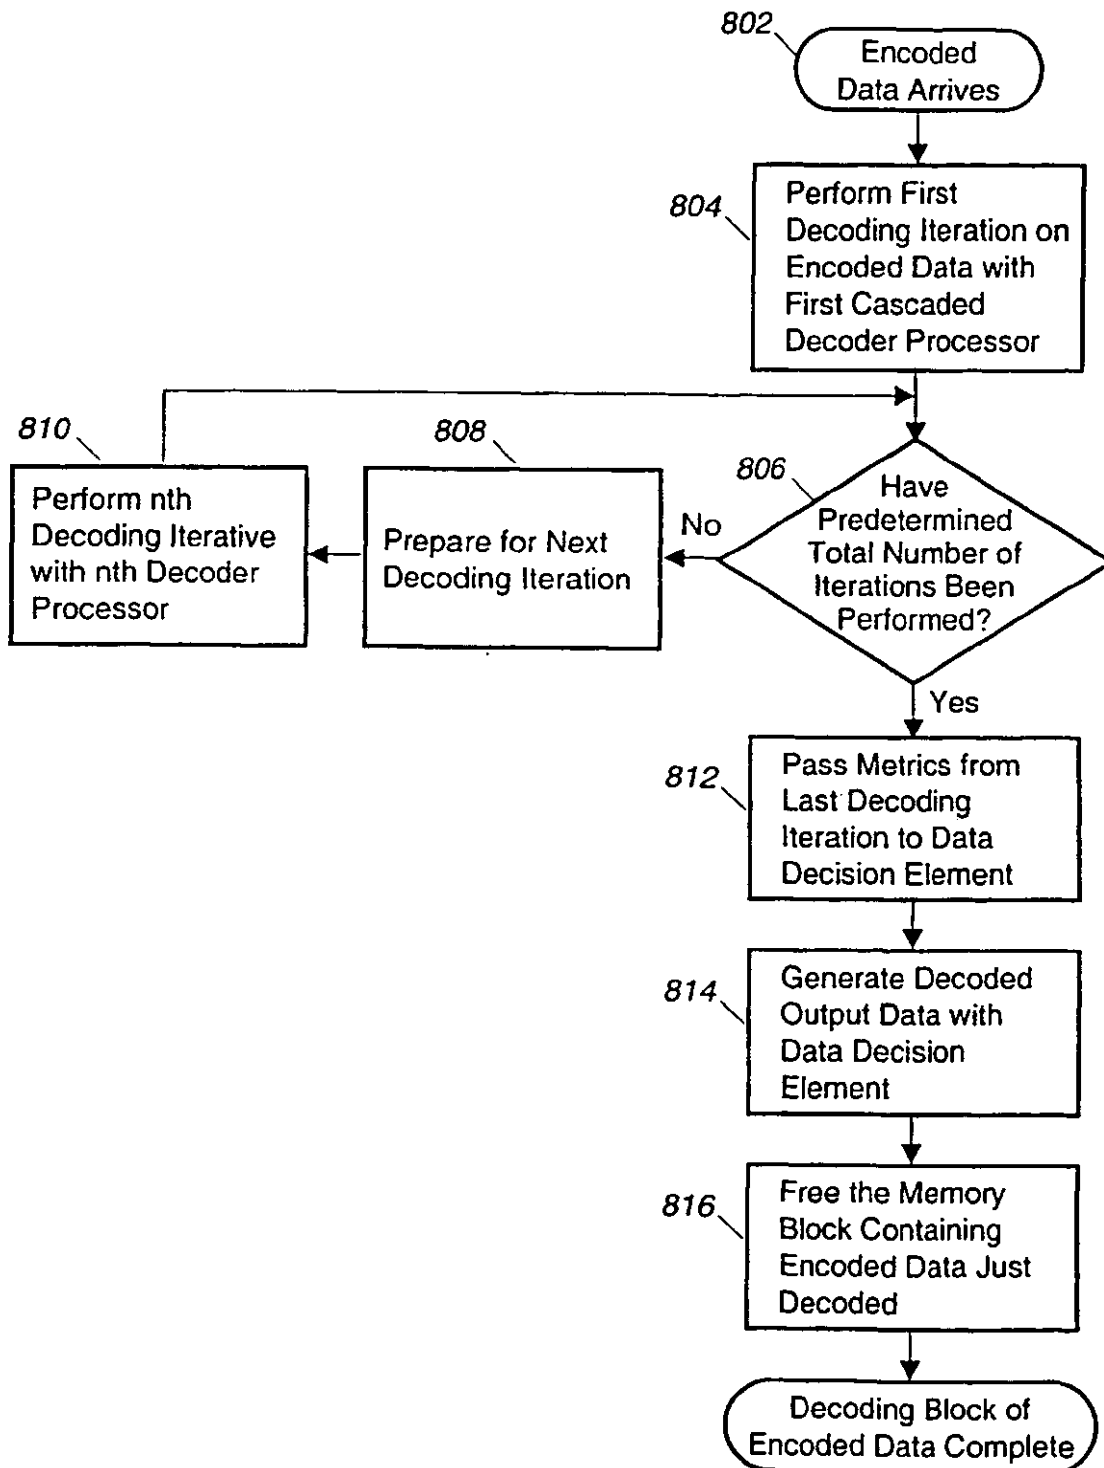 802
Encoded
Data Arrives
804
Perform First
Decoding Iteration on
Encoded Data with
First Cascaded
Decoder Processor
810
Perform nth
Decoding Iterative
with nth Decoder
Processor
808
Prepare for Next
Decoding Iteration
No
806
Have
Predetermined
Total Number of
Iterations Been
Performed?
Yes
812
Pass Metrics from
Last Decoding
Iteration to Data
Decision Element
814
Generate Decoded
Output Data with
Data Decision
Element
816
Free the Memory
Block Containing
Encoded Data Just
Decoded
Decoding Block of
Encoded Data Complete